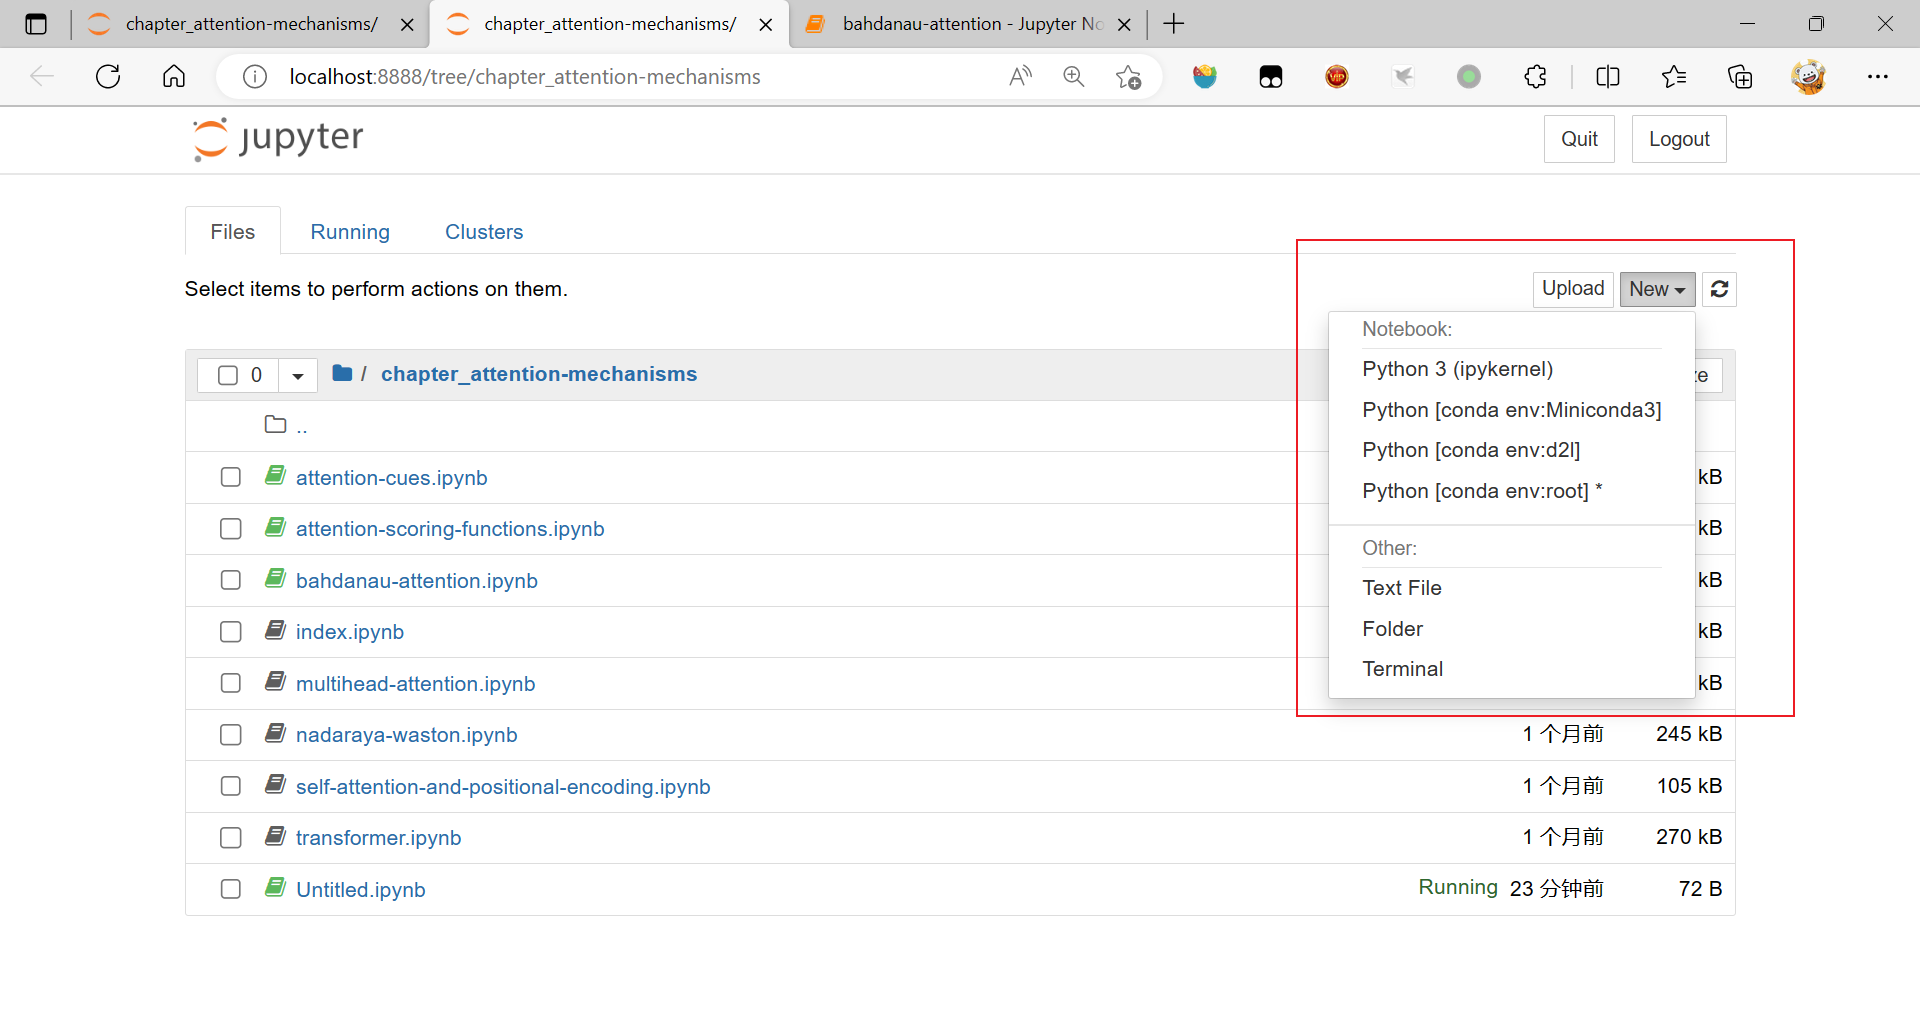 chapter_attention-mechanisms/
chapter_attention-mechanisms/
bahdanau-attention - Jupyter No
localhost:8888/tree/chapter_attention-mechanisms
VIP
jupyter
Quit
Logout
Files
Running
Clusters
Select items to perform actions on them.
Upload
New
0
/ chapter_attention-mechanisms
Notebook:
Python 3 (ipykernel)
Python [conda env:Miniconda3]
Python [conda env:d2l]
Python [conda env:root] *
Other:
Text File
Folder
Terminal
ze
..
attention-cues.ipynb kB
attention-scoring-functions.ipynb kB
bahdanau-attention.ipynb kB
index.ipynb kB
multihead-attention.ipynb kB
nadaraya-waston.ipynb 1 个月前 245 kB
self-attention-and-positional-encoding.ipynb 1 个月前 105 kB
transformer.ipynb 1 个月前 270 kB
Untitled.ipynb Running 23 分钟前 72 B